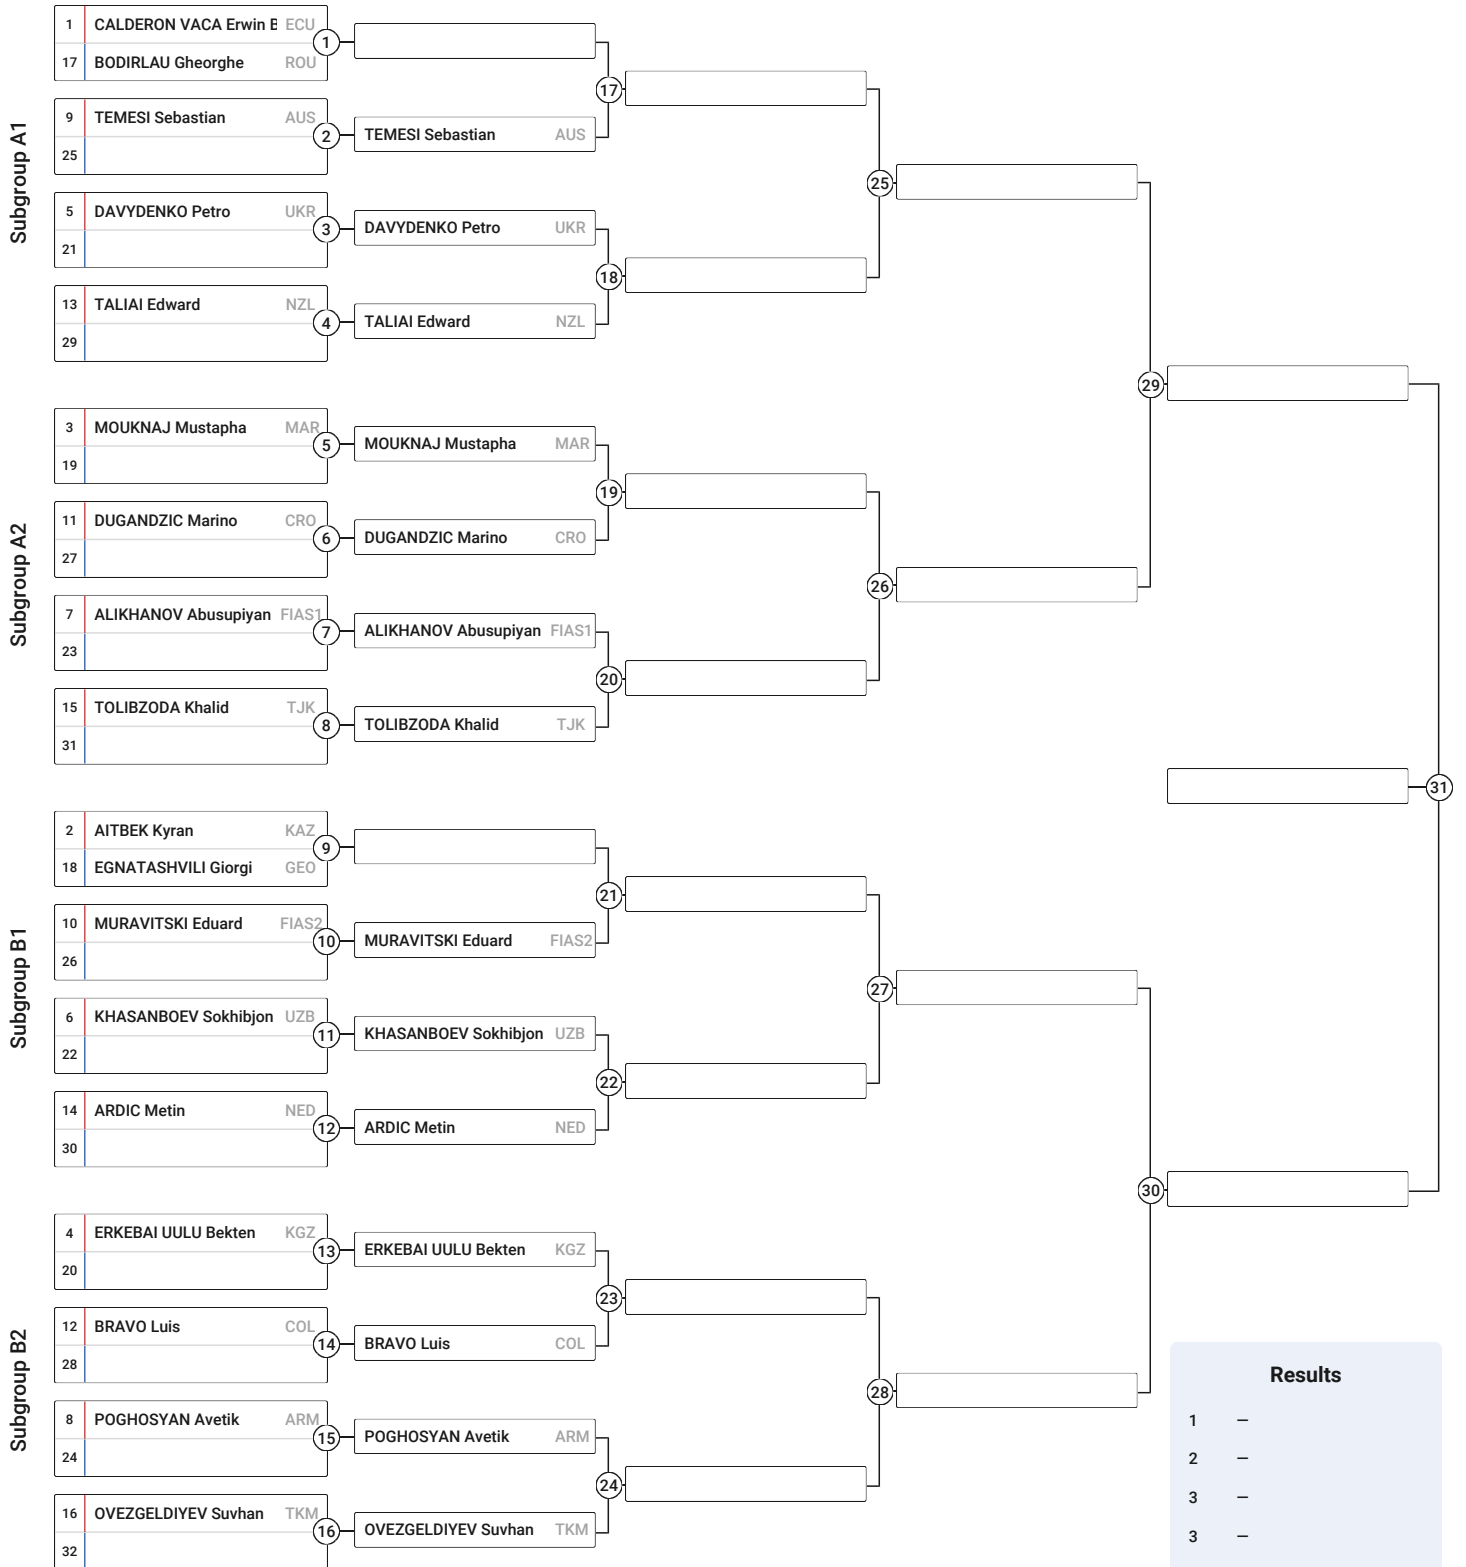 Subgroup A1
1 CALDERON VACA Erwin B ECU
17 BODIRLAU Gheorghe ROU
1
9 TEMESI Sebastian AUS
25
2
TEMESI Sebastian AUS
17
5 DAVYDENKO Petro UKR
21
3
DAVYDENKO Petro UKR
13 TALIAI Edward NZL
29
4
TALIAI Edward NZL
18
25
Subgroup A2
3 MOUKNAJ Mustapha MAR
19
5
MOUKNAJ Mustapha MAR
11 DUGANDZIC Marino CRO
27
6
DUGANDZIC Marino CRO
19
7 ALIKHANOV Abusupiyan FIAS1
23
7
ALIKHANOV Abusupiyan FIAS1
15 TOLIBZODA Khalid TJK
31
8
TOLIBZODA Khalid TJK
20
26
29
Subgroup B1
2 AITBEK Kyran KAZ
18 EGNATASHVILI Giorgi GEO
9
10 MURAVITSKI Eduard FIAS2
26
10
MURAVITSKI Eduard FIAS2
21
6 KHASANBOEV Sokhibjon UZB
22
11
KHASANBOEV Sokhibjon UZB
14 ARDIC Metin NED
30
12
ARDIC Metin NED
22
27
Subgroup B2
4 ERKEBAI UULU Bekten KGZ
20
13
ERKEBAI UULU Bekten KGZ
12 BRAVO Luis COL
28
14
BRAVO Luis COL
23
8 POGHOSYAN Avetik ARM
24
15
POGHOSYAN Avetik ARM
16 OVEZGELDIYEV Suvhan TKM
32
16
OVEZGELDIYEV Suvhan TKM
24
28
30
31
Results
1 –
2 –
3 –
3 –